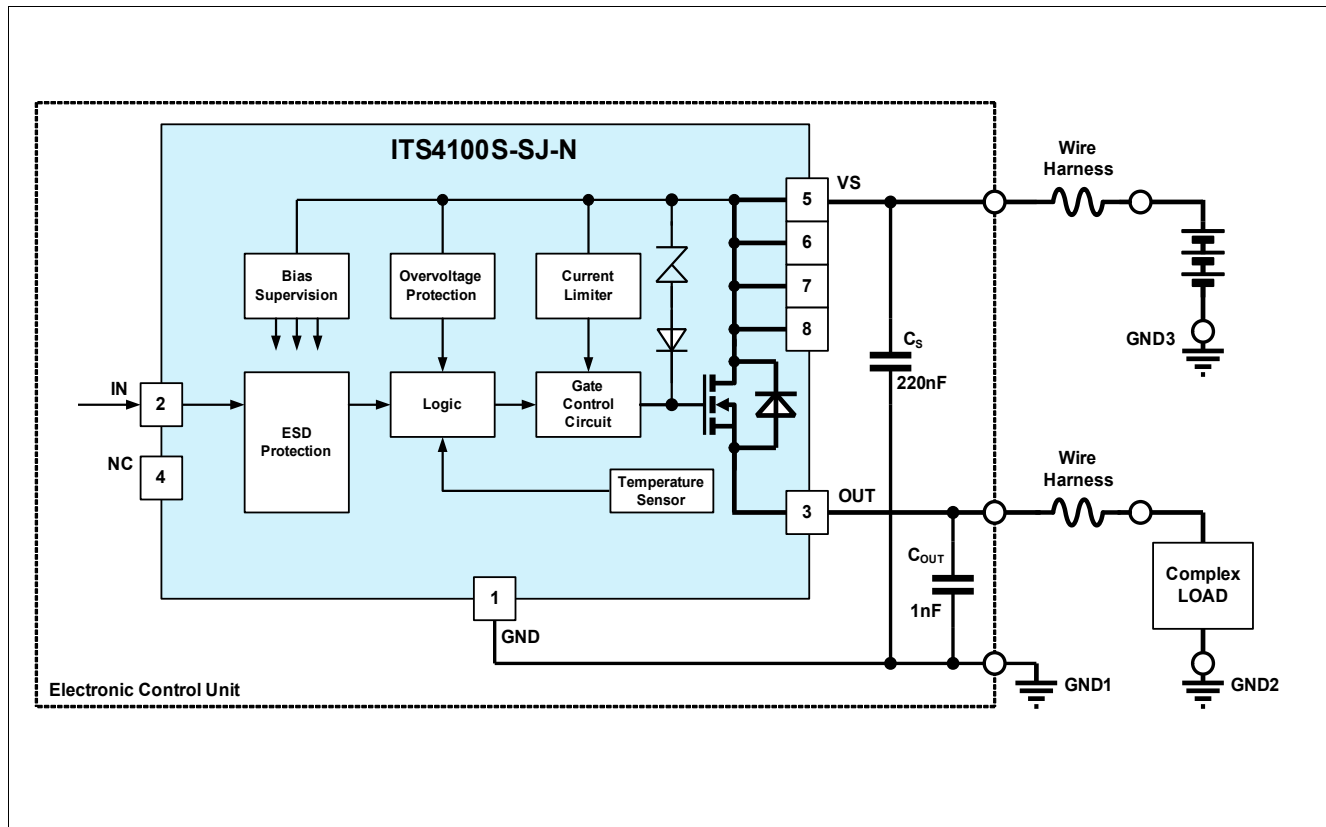 ITS4100S-SJ-N
Wire
Harness
VS
5
6
7
8
Bias
Supervision
Overvoltage
Protection
Current
Limiter
GND3
CS
220nF
IN
2
ESD
Protection
Logic
Gate
Control
Circuit
NC
4
Temperature
Sensor
Wire
Harness
OUT
3
COUT
1nF
Complex
LOAD
1
GND
GND1
GND2
Electronic Control Unit